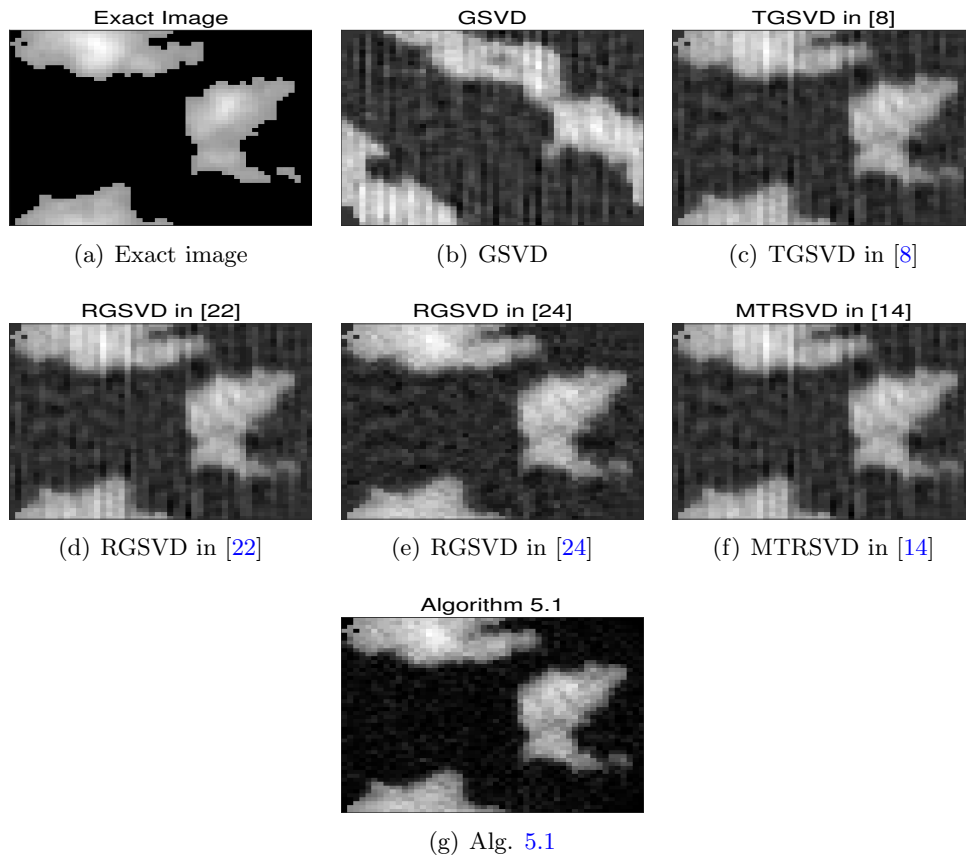 Exact Image
GSVD
TGSVD in [8]
(a) Exact image
(b) GSVD
(c) TGSVD in [8]
RGSVD in [22]
RGSVD in [24]
MTRSVD in [14]
(d) RGSVD in [22]
(e) RGSVD in [24]
(f) MTRSVD in [14]
Algorithm 5.1
(g) Alg. 5.1